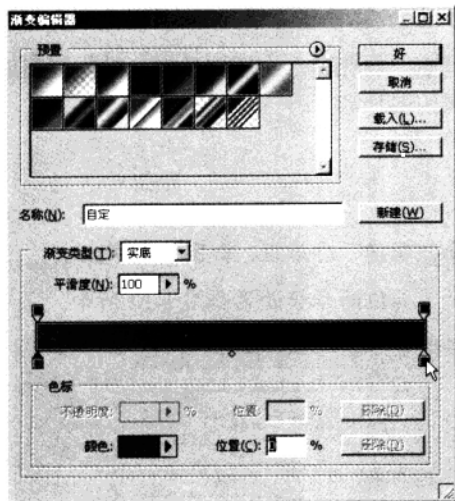 渐变编辑器
预置
好
取消
载入(L)...
存储(S)...
名称(N): 自定
新建(W)
渐变类型(T): 实底
平滑度(N): 100 %
色标
不透明度: % 位置: % 删除(D)
颜色: 位置(C): % 删除(D)